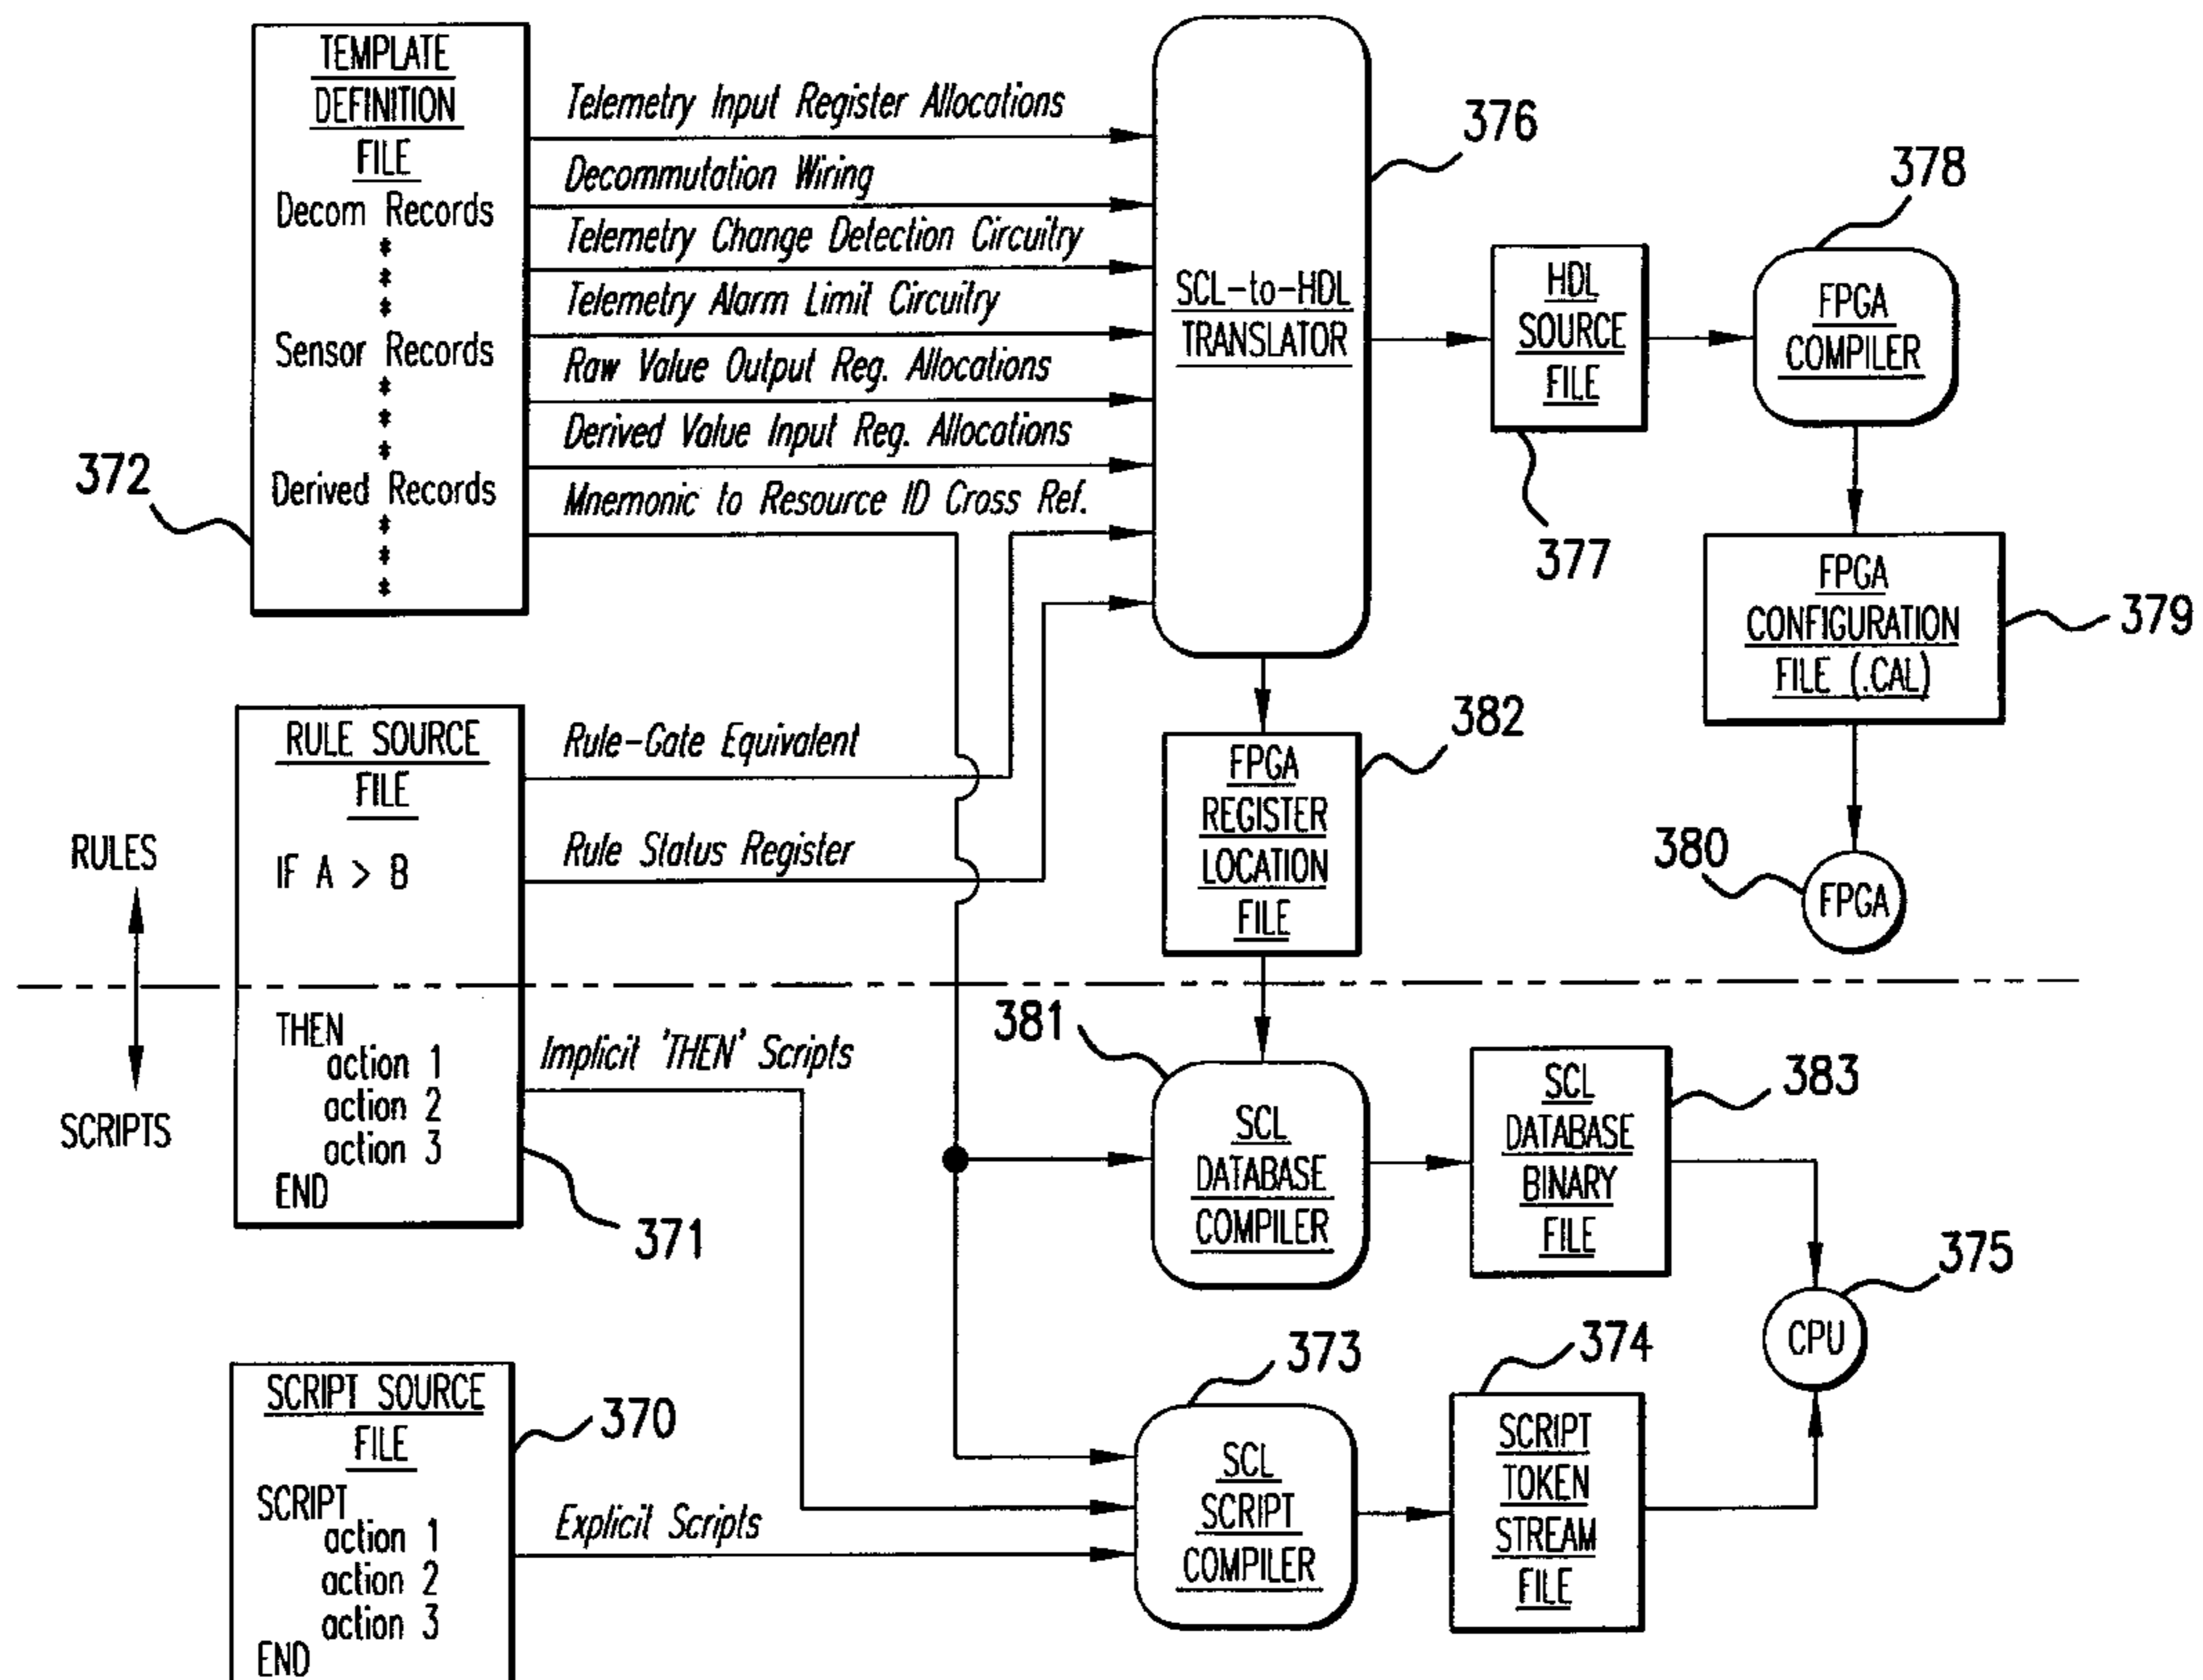 TEMPLATE
DEFINITION
FILE
Decom Records
*
*
*
Sensor Records
*
*
*
Derived Records
*
*
*
372
Telemetry Input Register Allocations
Decommutation Wiring
Telemetry Change Detection Circuitry
Telemetry Alarm Limit Circuitry
Raw Value Output Reg. Allocations
Derived Value Input Reg. Allocations
Mnemonic to Resource ID Cross Ref.
SCL-to-HDL
TRANSLATOR
376
HDL
SOURCE
FILE
377
378
FPGA
COMPILER
FPGA
CONFIGURATION
FILE (.CAL)
379
380
FPGA
RULES
SCRIPTS
RULE SOURCE
FILE
IF A > B
THEN
action 1
action 2
action 3
END
371
Rule-Gate Equivalent
Rule Status Register
Implicit 'THEN' Scripts
382
FPGA
REGISTER
LOCATION
FILE
381
SCL
DATABASE
COMPILER
383
SCL
DATABASE
BINARY
FILE
375
CPU
SCRIPT SOURCE
FILE
SCRIPT
action 1
action 2
action 3
END
370
Explicit Scripts
373
SCL
SCRIPT
COMPILER
374
SCRIPT
TOKEN
STREAM
FILE